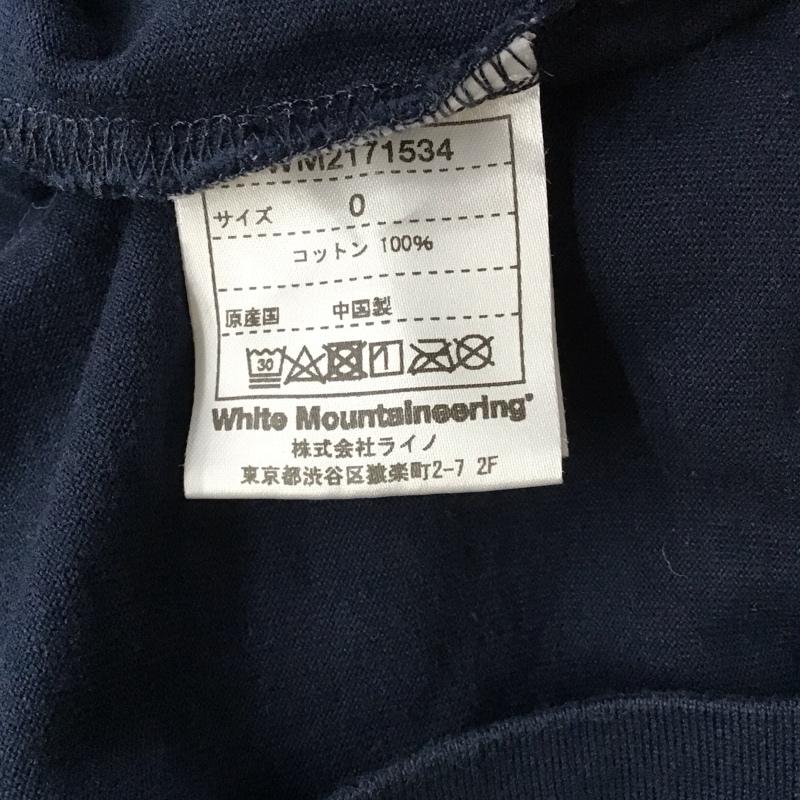 WM2171534
サイズ 0
コットン 100%
原産国 中国製
30
White Mountaineering
株式会社ライノ
東京都渋谷区猿楽町2-7 2F